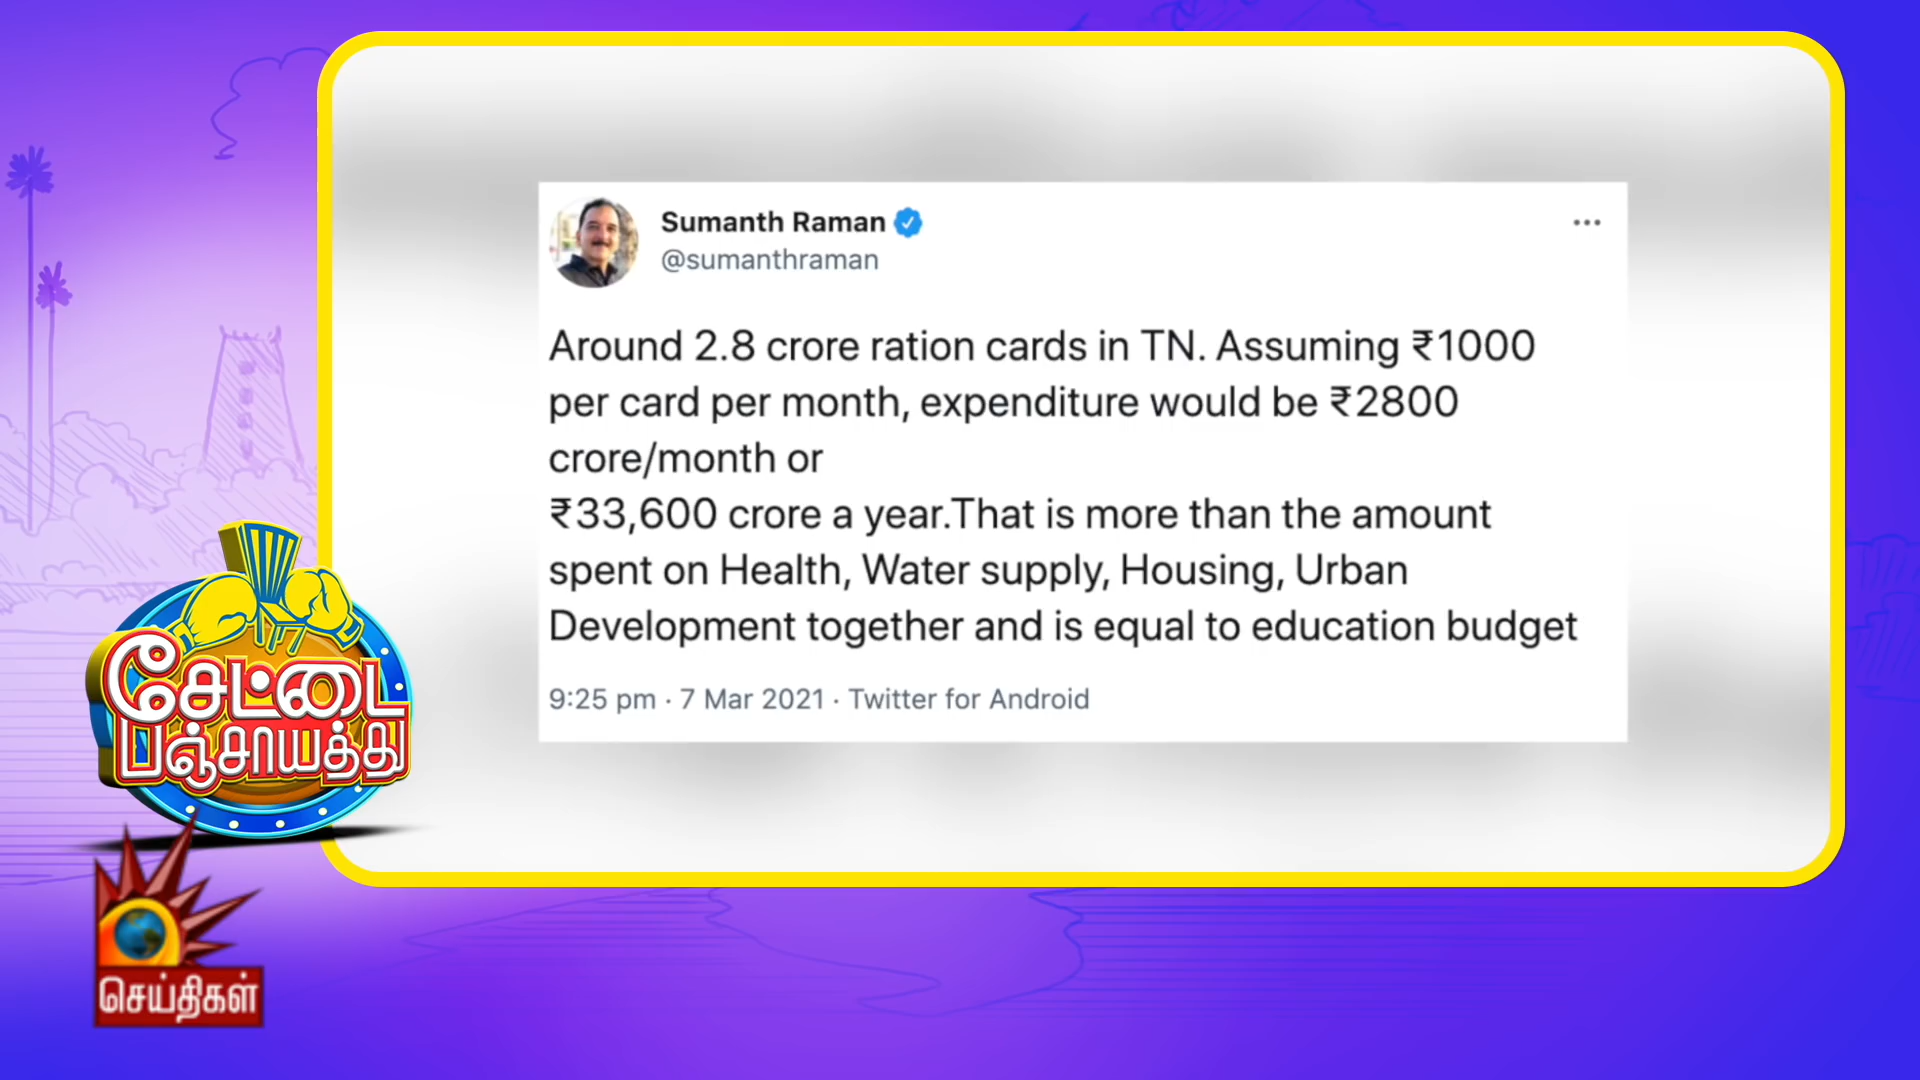 Sumanth Raman
@sumanthraman
Around 2.8 crore ration cards in TN. Assuming ₹1000
per card per month, expenditure would be ₹2800
crore/month or
₹33,600 crore a year.That is more than the amount
spent on Health, Water supply, Housing, Urban
Development together and is equal to education budget
9:25 pm · 7 Mar 2021 · Twitter for Android
சேட்டை
பஞ்சாயத்து
செய்திகள்